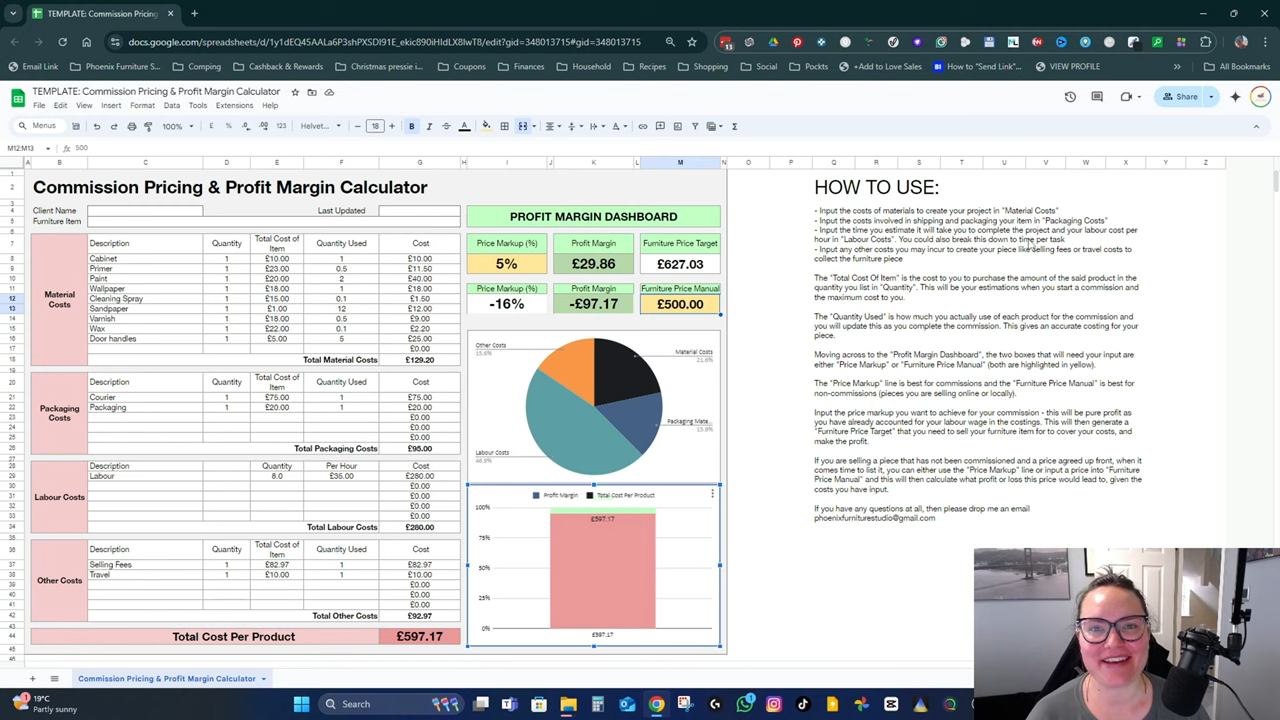 TEMPLATE: Commission Pricing
docs.google.com/spreadsheets/d/1y1dEQ45AALa6P3shPXSDI91E_ekic890iHIdLX8IwT8/edit?gid=348013715#gid=348013715
Email Link
Phoenix Furniture S...
Comping
Cashback & Rewards
Christmas pressie i...
Coupons
Finances
Household
Recipes
Shopping
Social
Pockts
+Add to Love Sales
How to "Send Link"...
VIEW PROFILE
All Bookmarks
TEMPLATE: Commission Pricing & Profit Margin Calculator
File Edit View Insert Format Data Tools Extensions Help
Share
Menus 100% £ % .0 .00 123 Helvet... 18 B I
M12:M13 500
A B C D E F G H I J K L M N O P Q R S T U V W X Y Z
Commission Pricing & Profit Margin Calculator
Client Name Last Updated
Furniture Item
Material Costs
Description Quantity Total Cost of Item Quantity Used Cost
Cabinet 1 £10.00 1 £10.00
Primer 1 £23.00 0.5 £11.50
Paint 1 £20.00 2 £40.00
Wallpaper 1 £18.00 1 £18.00
Cleaning Spray 1 £15.00 0.1 £1.50
Sandpaper 1 £1.00 12 £12.00
Varnish 1 £18.00 0.5 £9.00
Wax 1 £22.00 0.1 £2.20
Door handles 1 £5.00 5 £25.00
£0.00
Total Material Costs £129.20
Packaging Costs
Description Quantity Total Cost of Item Quantity Used Cost
Courier 1 £75.00 1 £75.00
Packaging 1 £20.00 1 £20.00
£0.00
£0.00
£0.00
Total Packaging Costs £95.00
Labour Costs
Description Quantity Per Hour Cost
Labour 8.0 £35.00 £280.00
£0.00
£0.00
£0.00
£0.00
Total Labour Costs £280.00
Other Costs
Description Quantity Total Cost of Item Quantity Used Cost
Selling Fees 1 £82.97 1 £82.97
Travel 1 £10.00 1 £10.00
£0.00
£0.00
£0.00
Total Other Costs £92.97
Total Cost Per Product £597.17
PROFIT MARGIN DASHBOARD
Price Markup (%) Profit Margin Furniture Price Target
5% £29.86 £627.03
Price Markup (%) Profit Margin Furniture Price Manual
-16% -£97.17 £500.00
Other Costs
15.6%
Material Costs
21.6%
Packaging Mate...
15.9%
Labour Costs
46.9%
Profit Margin Total Cost Per Product
100%
£597.17
75%
50%
25%
0%
£597.17
HOW TO USE:
- Input the costs of materials to create your project in "Material Costs"
- Input the costs involved in shipping and packaging your item in "Packaging Costs"
- Input the time you estimate it will take you to complete the project and your labour cost per
hour in "Labour Costs". You could also break this down to time per task
- Input any other costs you may incur to create your piece like selling fees or travel costs to
collect the furniture piece
The "Total Cost Of Item" is the cost to you to purchase the amount of the said product in the
quantity you list in "Quantity". This will be your estimations when you start a commission and
the maximum cost to you.
The "Quantity Used" is how much you actually use of each product for the commission and
you will update this as you complete the commission. This gives an accurate costing for your
piece.
Moving across to the "Profit Margin Dashboard", the two boxes that will need your input are
either "Price Markup" or "Furniture Price Manual" (both are highlighted in yellow).
The "Price Markup" line is best for commissions and the "Furniture Price Manual" is best for
non-commissions (pieces you are selling online or locally).
Input the price markup you want to achieve for your commission - this will be pure profit as
you have already accounted for your labour wage in the costings. This will then generate a
"Furniture Price Target" that you need to sell your furniture item for to cover your costs, and
make the profit.
If you are selling a piece that has not been commissioned and a price agreed up front, when it
comes time to list it, you can either use the "Price Markup" line or input a price into "Furniture
Price Manual" and this will then calculate what profit or loss this price would lead to, given the
costs you have input.
If you have any questions at all, then please drop me an email
phoenixfurniturestudio@gmail.com
Commission Pricing & Profit Margin Calculator
19°C
Partly sunny
Search